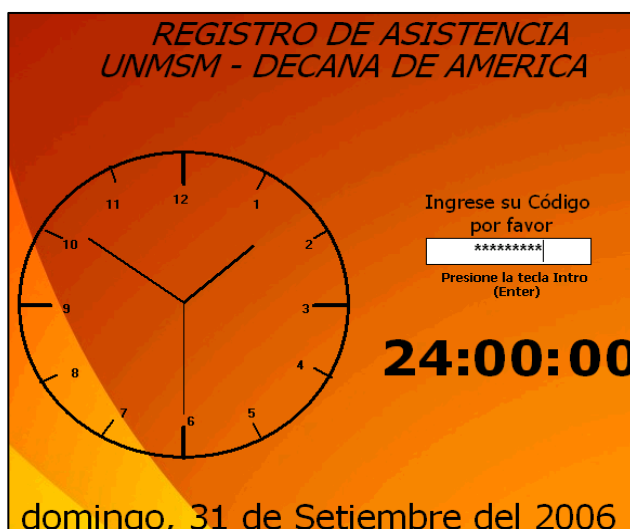 REGISTRO DE ASISTENCIA
UNMSM - DECANA DE AMERICA
12
11
1
10
2
9
3
8
4
7
6
5
Ingrese su Código
por favor
*********
Presione la tecla Intro
(Enter)
24:00:00
domingo, 31 de Setiembre del 2006